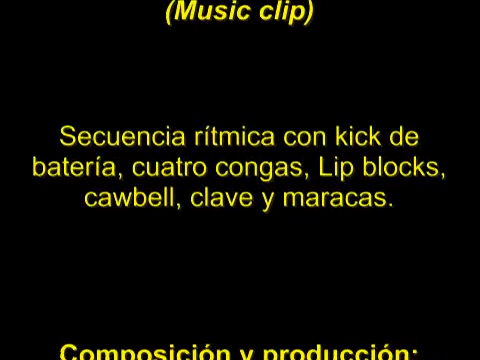 (Music clip)
Secuencia rítmica con kick de
batería, cuatro congas, Lip blocks,
cawbell, clave y maracas.
Composición y producción: